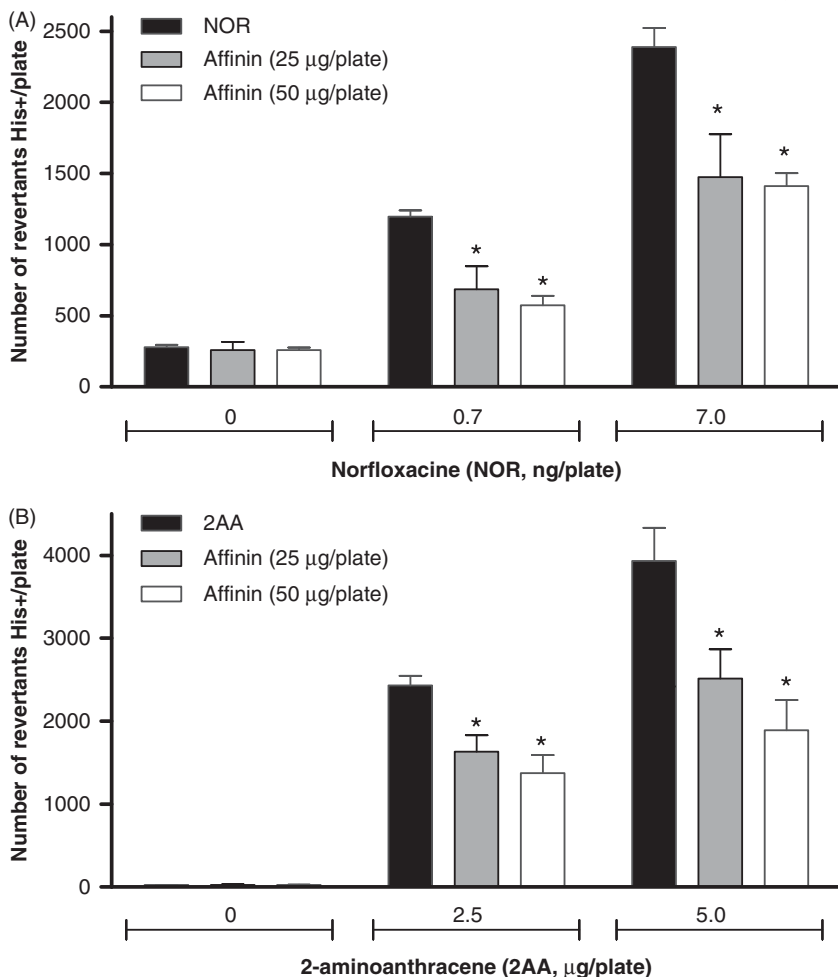 (A)
NOR
Affinin (25 μg/plate)
Affinin (50 μg/plate)
Number of revertants His+/plate
2500
2000
1500
1000
500
0
* * * *
0 0.7 7.0
Norfloxacine (NOR, ng/plate)
(B)
2AA
Affinin (25 μg/plate)
Affinin (50 μg/plate)
Number of revertants His+/plate
4000
3000
2000
1000
0
* * * *
0 2.5 5.0
2-aminoanthracene (2AA, μg/plate)